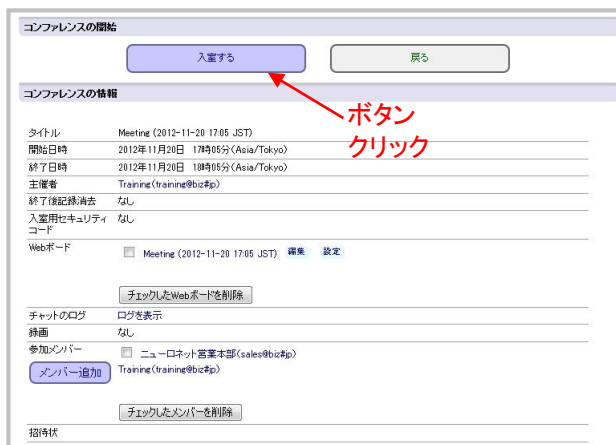 コンファレンスの開始
入室する 戻る
コンファレンスの情報
ボタン
クリック
タイトル Meeting (2012-11-20 17:05 JST)
開始日時 2012年11月20日 17時05分(Asia/Tokyo)
終了日時 2012年11月20日 18時05分(Asia/Tokyo)
主催者 Training(training@biz#jp)
終了後記録消去 なし
入室用セキュリティ なし
コード
Webボード Meeting (2012-11-20 17:05 JST) 編集 設定
チェックしたWebボードを削除
チャットのログ ログを表示
録画 なし
参加メンバー ニューロネット営業本部(sales@biz#jp)
メンバー追加 Training(training@biz#jp)
チェックしたメンバーを削除
招待状